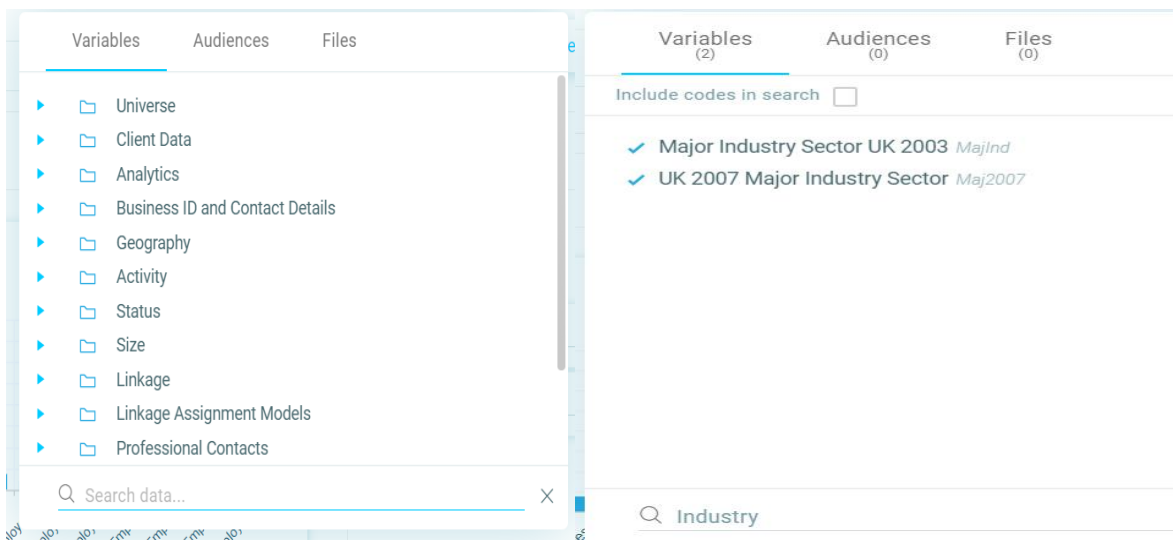 Variables Audiences Files
Universe
Client Data
Analytics
Business ID and Contact Details
Geography
Activity
Status
Size
Linkage
Linkage Assignment Models
Professional Contacts
Search data...
X
e
Variables Audiences Files
(2) (0) (0)
Include codes in search
Major Industry Sector UK 2003 MajInd
UK 2007 Major Industry Sector Maj2007
Industry